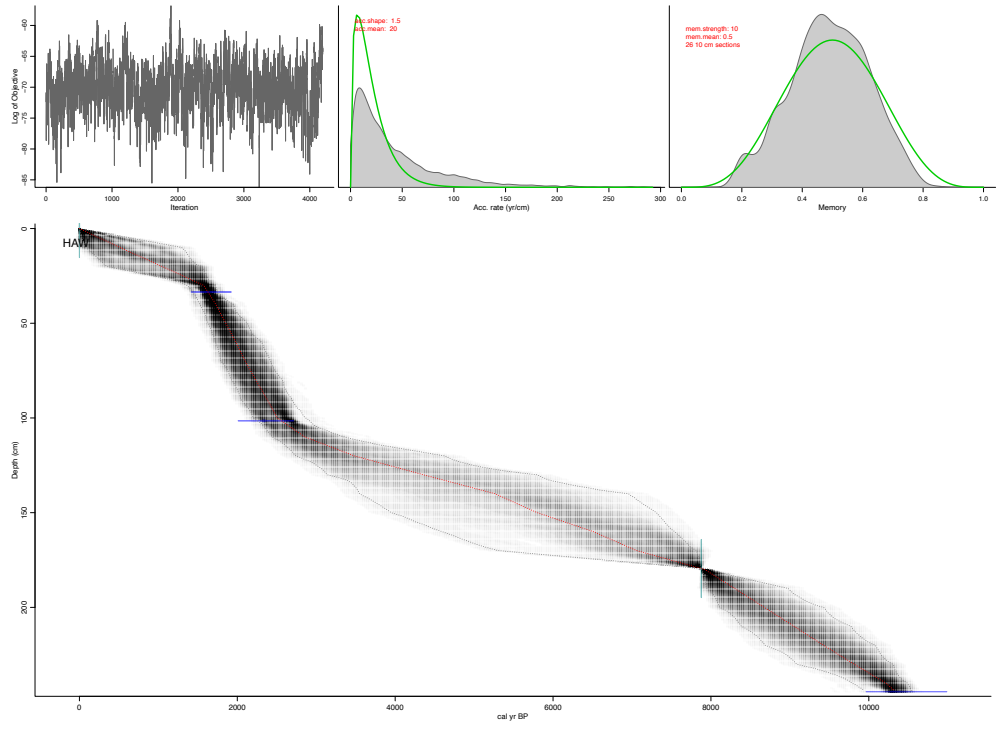 −60
−65
−70
−75
−80
−85
Log of Objective
0
1000
2000
3000
4000
Iteration
acc.shape: 1.5
acc.mean: 20
0
50
100
150
200
250
300
Acc. rate (yr/cm)
mem.strength: 10
mem.mean: 0.5
26 10 cm sections
0.0
0.2
0.4
0.6
0.8
1.0
Memory
HAW
0
50
100
150
200
Depth (cm)
0
2000
4000
6000
8000
10000
cal yr BP